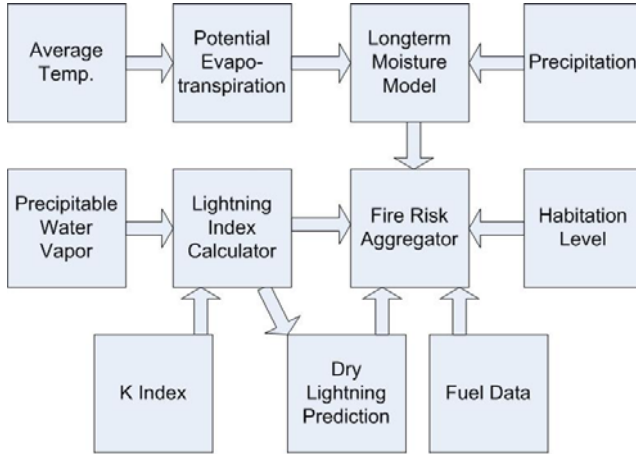 Average
Temp.
Potential
Evapo-
transpiration
Longterm
Moisture
Model
Precipitation
Precipitable
Water
Vapor
Lightning
Index
Calculator
Fire Risk
Aggregator
Habitation
Level
K Index
Dry
Lightning
Prediction
Fuel Data